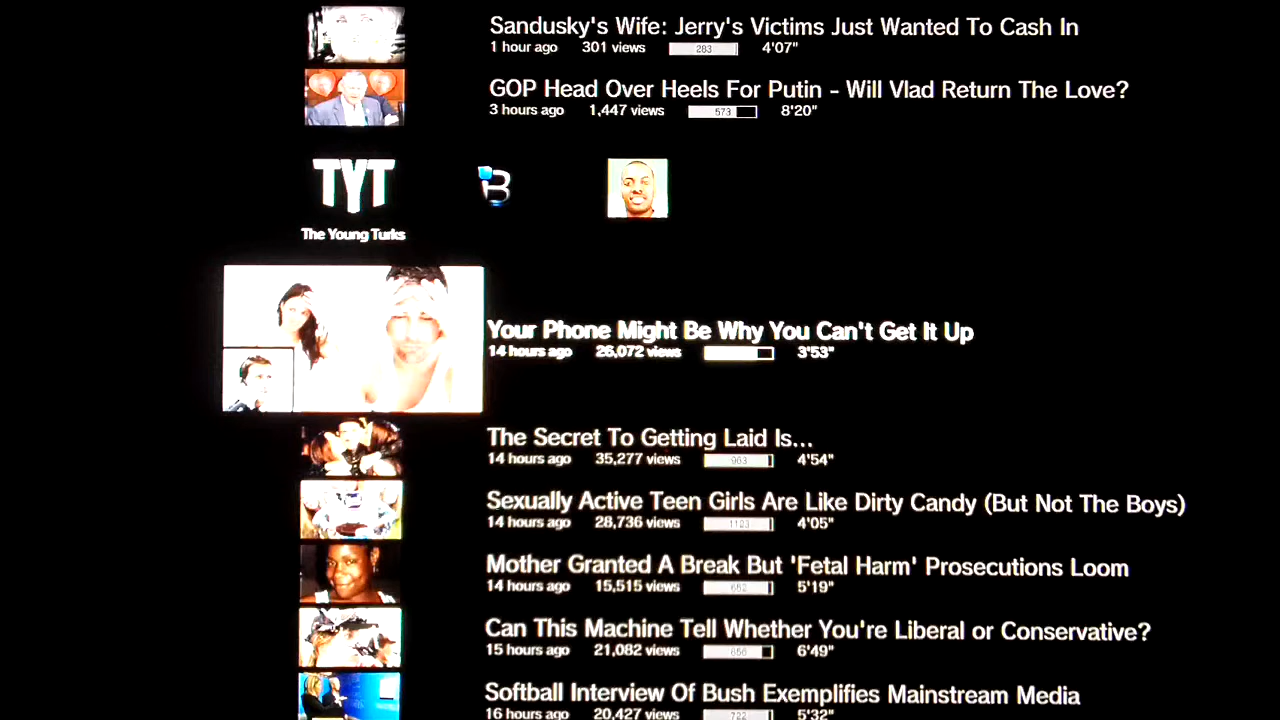 Sandusky's Wife: Jerry's Victims Just Wanted To Cash In
1 hour ago 301 views 283 4'07"
GOP Head Over Heels For Putin - Will Vlad Return The Love?
3 hours ago 1,447 views 573 8'20"
TYT
B
The Young Turks
Your Phone Might Be Why You Can't Get It Up
14 hours ago 26,072 views 3'53"
The Secret To Getting Laid Is...
14 hours ago 35,277 views 903 4'54"
Sexually Active Teen Girls Are Like Dirty Candy (But Not The Boys)
14 hours ago 28,736 views 1123 4'05"
Mother Granted A Break But 'Fetal Harm' Prosecutions Loom
14 hours ago 15,515 views 652 5'19"
Can This Machine Tell Whether You're Liberal or Conservative?
15 hours ago 21,082 views 656 6'49"
Softball Interview Of Bush Exemplifies Mainstream Media
16 hours ago 20,427 views 722 5'32"